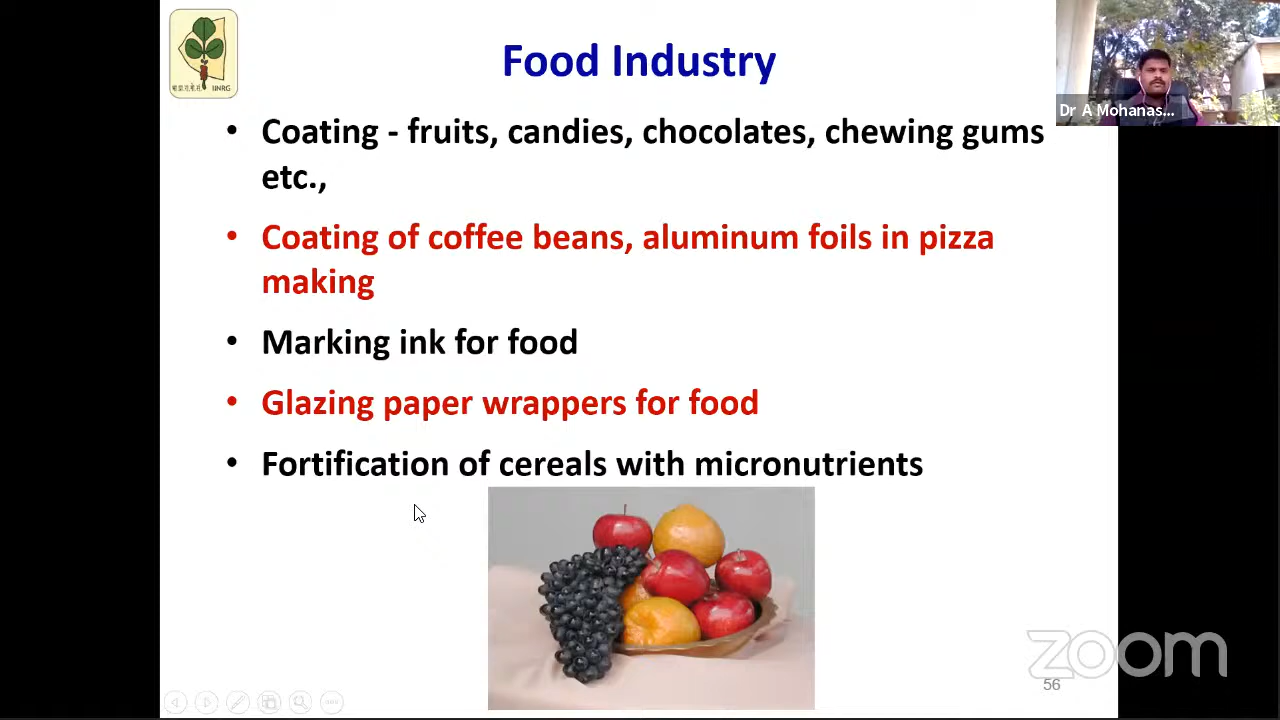 Food Industry
IINRG
Dr A Mohanas...
• Coating - fruits, candies, chocolates, chewing gums
etc.,
• Coating of coffee beans, aluminum foils in pizza
making
• Marking ink for food
• Glazing paper wrappers for food
• Fortification of cereals with micronutrients
zoom
56